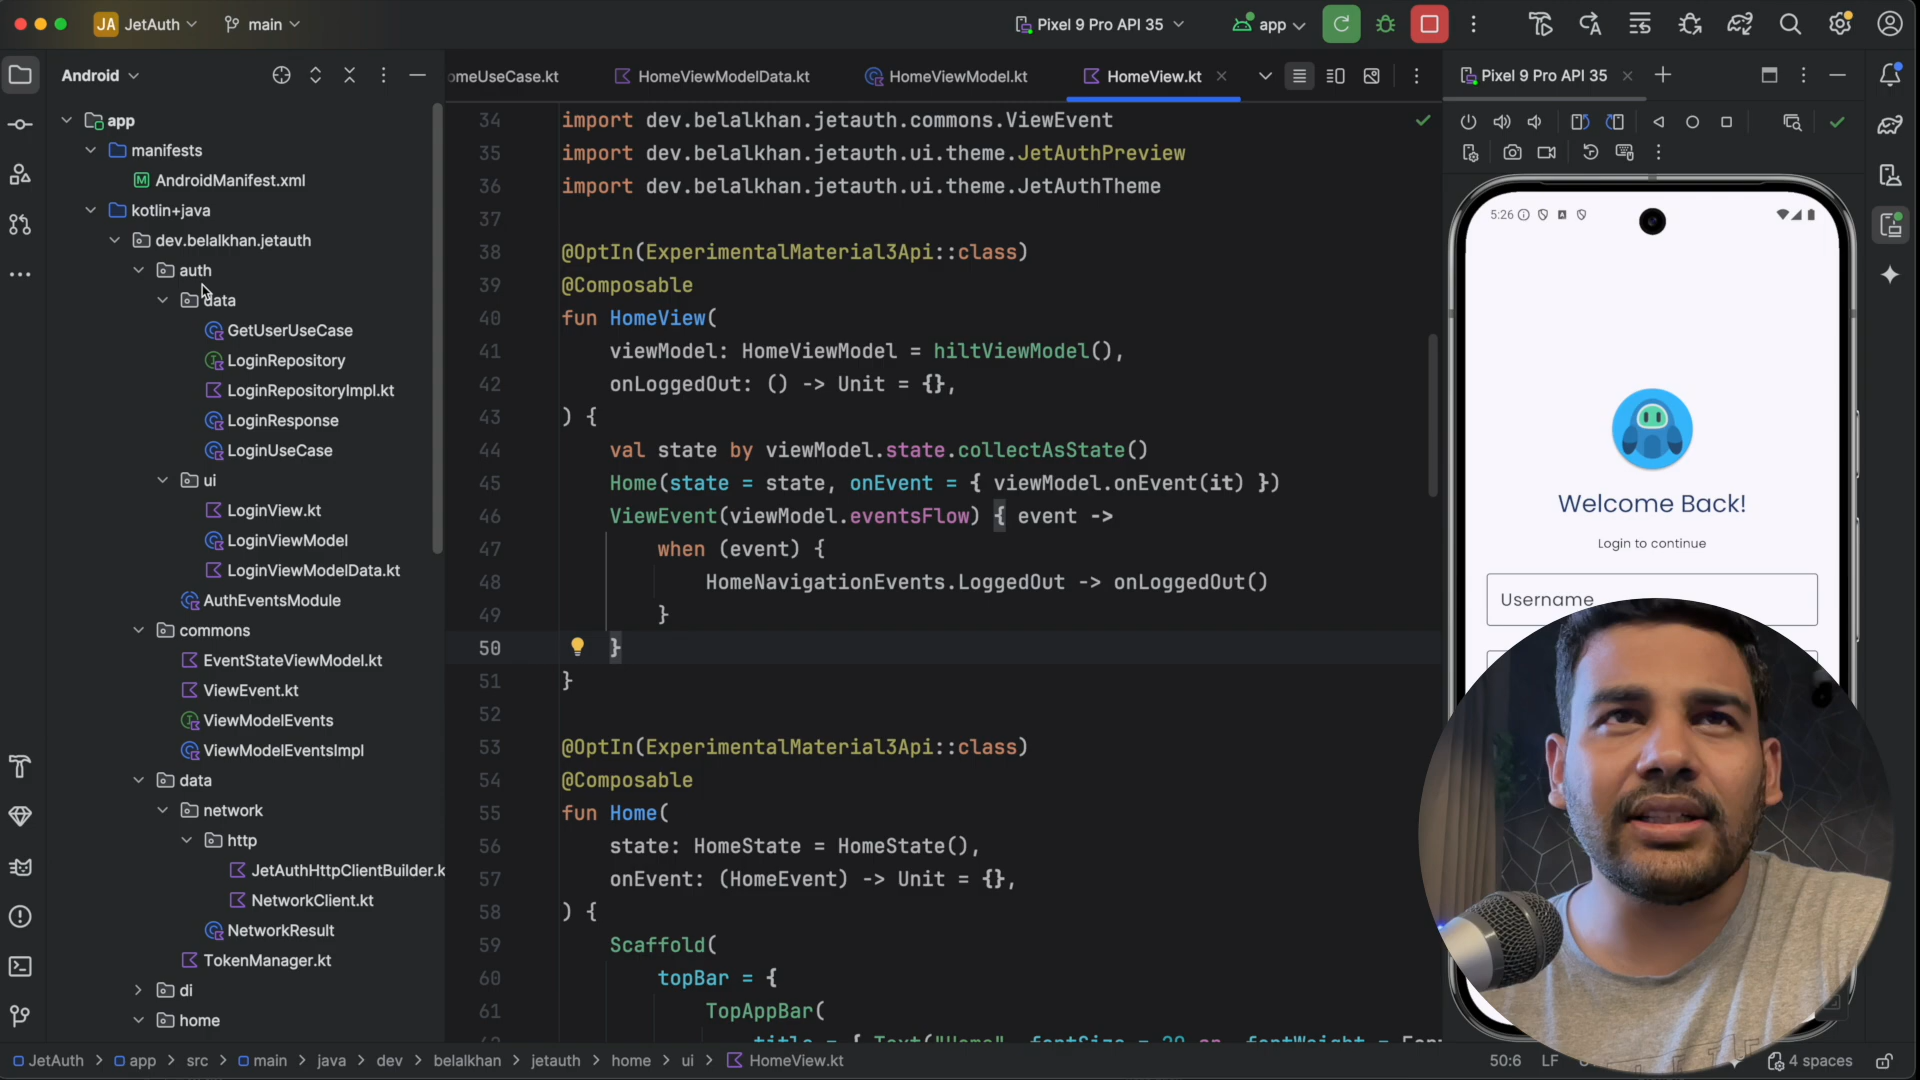 JA JetAuth
main
Pixel 9 Pro API 35
app
Android
omeUseCase.kt
HomeViewModelData.kt
HomeViewModel.kt
HomeView.kt
Pixel 9 Pro API 35
app
manifests
AndroidManifest.xml
kotlin+java
dev.belalkhan.jetauth
auth
data
GetUserUseCase
LoginRepository
LoginRepositoryImpl.kt
LoginResponse
LoginUseCase
ui
LoginView.kt
LoginViewModel
LoginViewModelData.kt
AuthEventsModule
commons
EventStateViewModel.kt
ViewEvent.kt
ViewModelEvents
ViewModelEventsImpl
data
network
http
JetAuthHttpClientBuilder.k
NetworkClient.kt
NetworkResult
TokenManager.kt
di
home
34 import dev.belalkhan.jetauth.commons.ViewEvent
35 import dev.belalkhan.jetauth.ui.theme.JetAuthPreview
36 import dev.belalkhan.jetauth.ui.theme.JetAuthTheme
37
38 @OptIn(ExperimentalMaterial3Api::class)
39 @Composable
40 fun HomeView(
41 viewModel: HomeViewModel = hiltViewModel(),
42 onLoggedOut: () -> Unit = {},
43 ) {
44 val state by viewModel.state.collectAsState()
45 Home(state = state, onEvent = { viewModel.onEvent(it) })
46 ViewEvent(viewModel.eventsFlow) { event ->
47 when (event) {
48 HomeNavigationEvents.LoggedOut -> onLoggedOut()
49 }
50 }
51 }
52
53 @OptIn(ExperimentalMaterial3Api::class)
54 @Composable
55 fun Home(
56 state: HomeState = HomeState(),
57 onEvent: (HomeEvent) -> Unit = {},
58 ) {
59 Scaffold(
60 topBar = {
61 TopAppBar(
5:26
Welcome Back!
Login to continue
Username
JetAuth > app > src > main > java > dev > belalkhan > jetauth > home > ui > HomeView.kt
50:6 LF
4 spaces